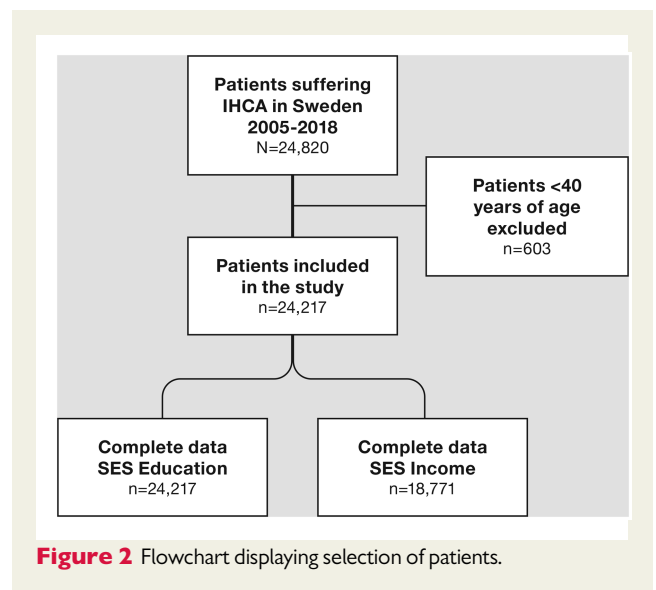 Patients suffering
IHCA in Sweden
2005-2018
N=24,820
Patients <40
years of age
excluded
n=603
Patients included
in the study
n=24,217
Complete data
SES Education
n=24,217
Complete data
SES Income
n=18,771
Figure 2 Flowchart displaying selection of patients.